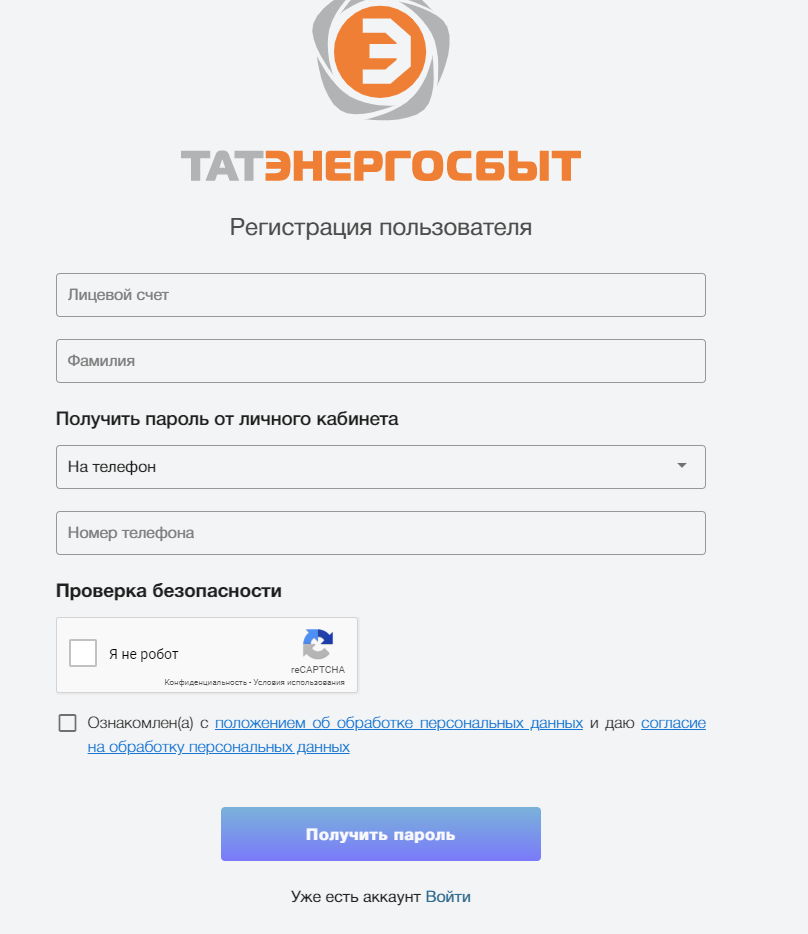 Э
ТАТЭНЕРГОСБЫТ
Регистрация пользователя
Лицевой счет
Фамилия
Получить пароль от личного кабинета
На телефон
Номер телефона
Проверка безопасности
Я не робот
reCAPTCHA
Конфиденциальность - Условия использования
Ознакомлен(а) с положением об обработке персональных данных и даю согласие
на обработку персональных данных
Получить пароль
Уже есть аккаунт Войти